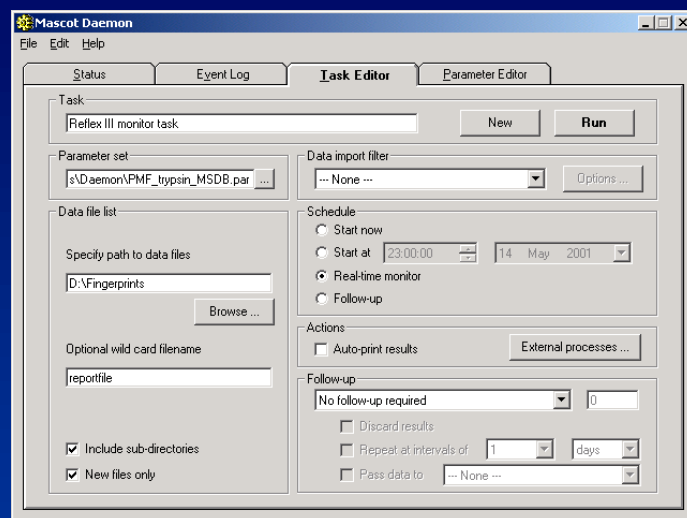 Mascot Daemon
File Edit Help
Status Event Log Task Editor Parameter Editor
Task
Reflex III monitor task New Run
Parameter set
s\Daemon\PMF_trypsin_MSDB.par ...
Data import filter
--- None --- Options ...
Data file list
Specify path to data files
D:\Fingerprints
Browse ...
Optional wild card filename
reportfile
Include sub-directories
New files only
Schedule
Start now
Start at 23:00:00 14 May 2001
Real-time monitor
Follow-up
Actions
Auto-print results External processes ...
Follow-up
No follow-up required 0
Discard results
Repeat at intervals of 1 days
Pass data to --- None ---